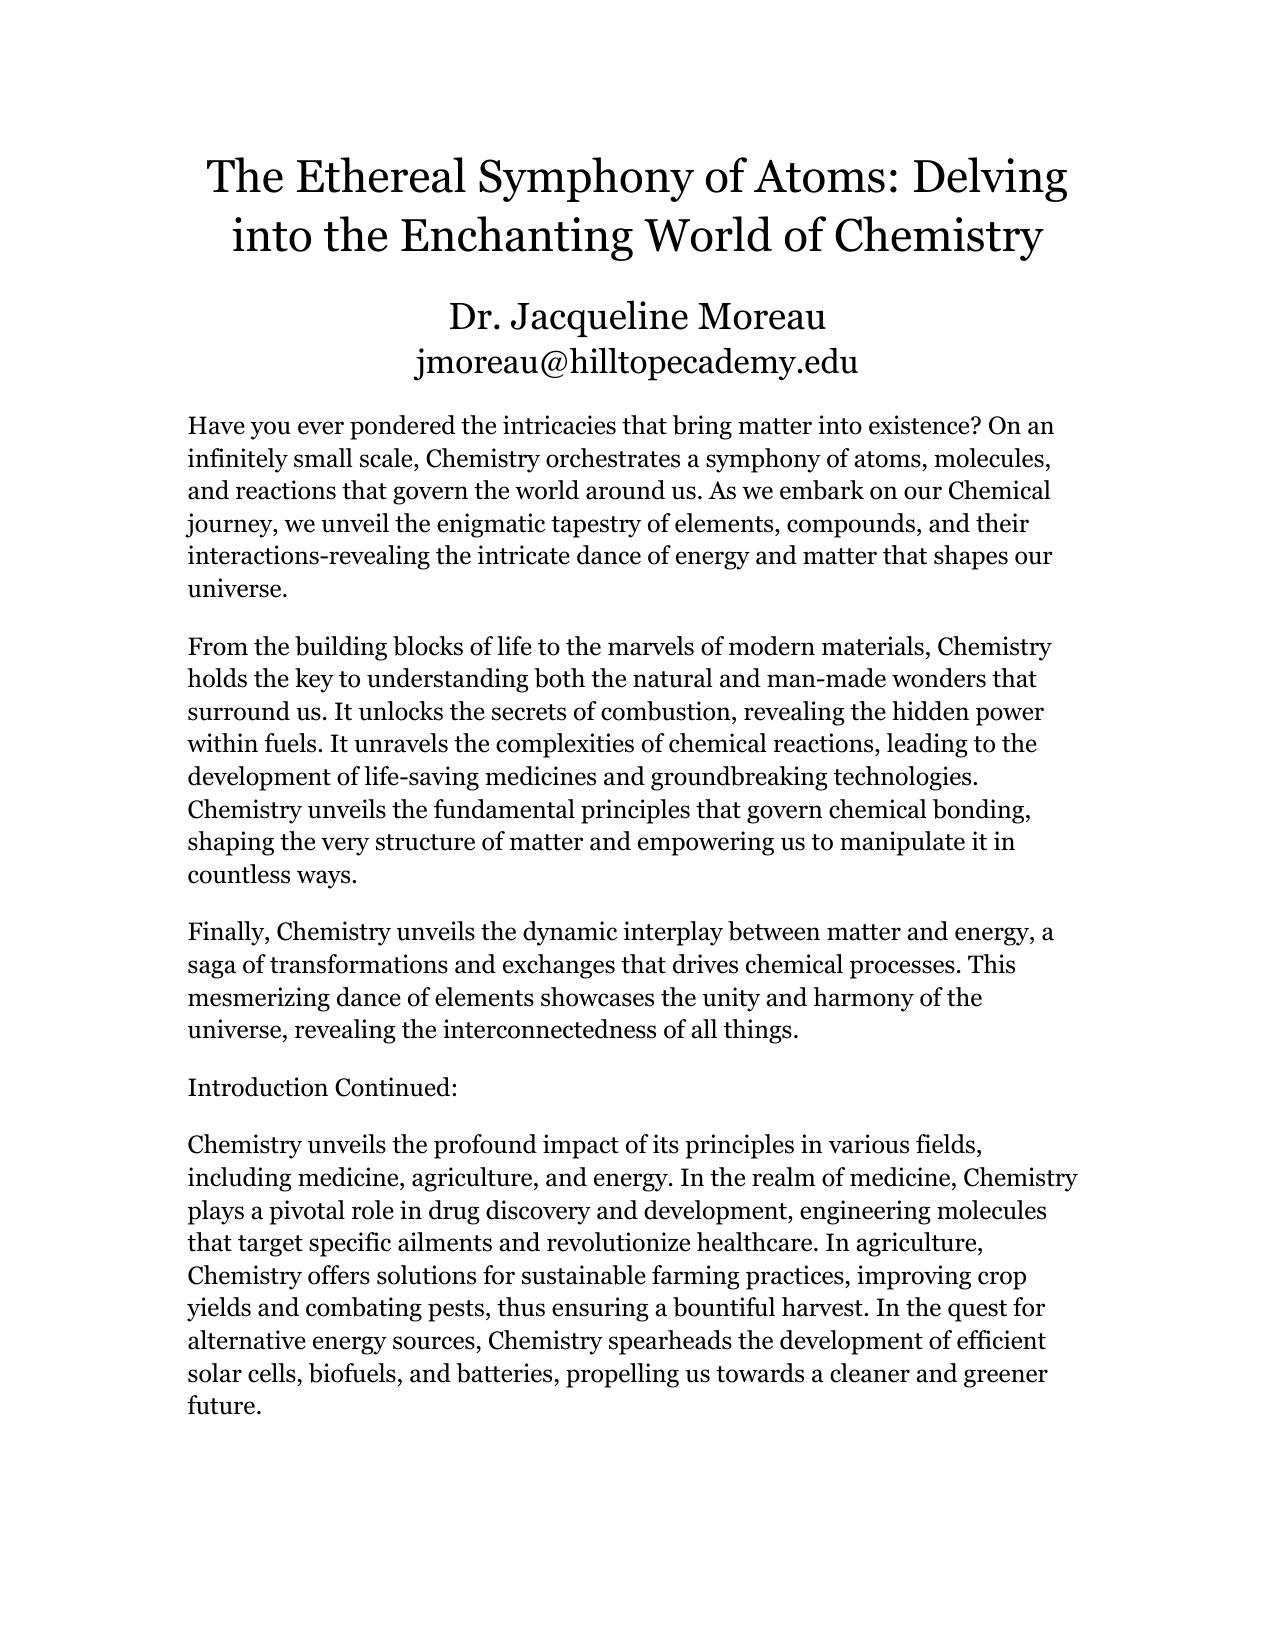 The Ethereal Symphony of Atoms: Delving
into the Enchanting World of Chemistry
Dr. Jacqueline Moreau
jmoreau@hilltopecademy.edu
Have you ever pondered the intricacies that bring matter into existence? On an
infinitely small scale, Chemistry orchestrates a symphony of atoms, molecules,
and reactions that govern the world around us. As we embark on our Chemical
journey, we unveil the enigmatic tapestry of elements, compounds, and their
interactions-revealing the intricate dance of energy and matter that shapes our
universe.
From the building blocks of life to the marvels of modern materials, Chemistry
holds the key to understanding both the natural and man-made wonders that
surround us. It unlocks the secrets of combustion, revealing the hidden power
within fuels. It unravels the complexities of chemical reactions, leading to the
development of life-saving medicines and groundbreaking technologies.
Chemistry unveils the fundamental principles that govern chemical bonding,
shaping the very structure of matter and empowering us to manipulate it in
countless ways.
Finally, Chemistry unveils the dynamic interplay between matter and energy, a
saga of transformations and exchanges that drives chemical processes. This
mesmerizing dance of elements showcases the unity and harmony of the
universe, revealing the interconnectedness of all things.
Introduction Continued:
Chemistry unveils the profound impact of its principles in various fields,
including medicine, agriculture, and energy. In the realm of medicine, Chemistry
plays a pivotal role in drug discovery and development, engineering molecules
that target specific ailments and revolutionize healthcare. In agriculture,
Chemistry offers solutions for sustainable farming practices, improving crop
yields and combating pests, thus ensuring a bountiful harvest. In the quest for
alternative energy sources, Chemistry spearheads the development of efficient
solar cells, biofuels, and batteries, propelling us towards a cleaner and greener
future.